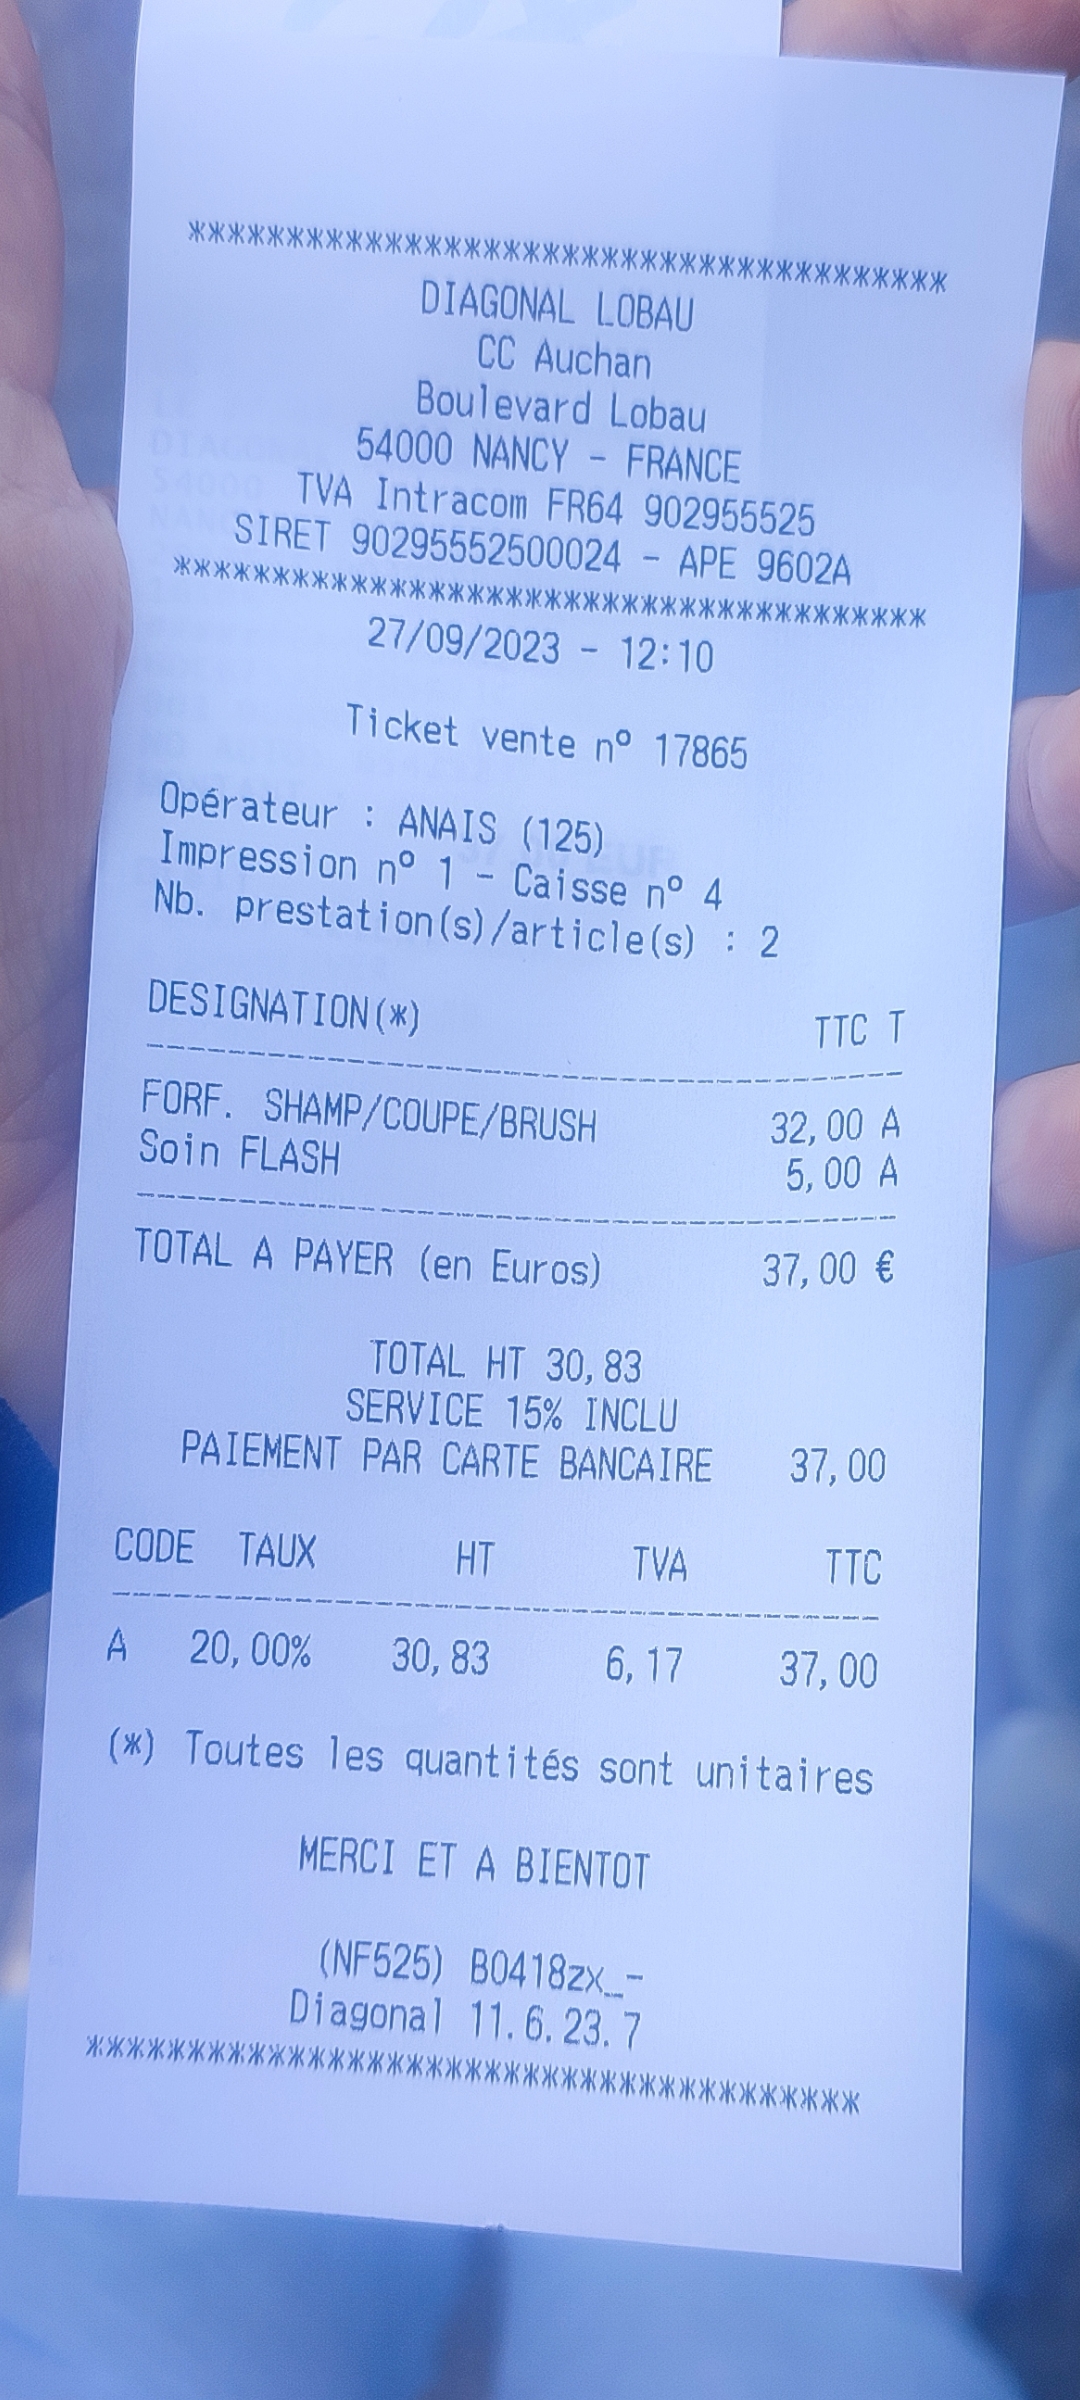 ***************************************
DIAGONAL LOBAU
CC Auchan
Boulevard Lobau
54000 NANCY - FRANCE
TVA Intracom FR64 902955525
SIRET 90295552500024 - APE 9602A
***************************************
27/09/2023 - 12:10
Ticket vente nº 17865
Opérateur : ANAIS (125)
Impression nº 1 - Caisse nº 4
Nb. prestation(s)/article(s) : 2
DESIGNATION(*) TTC T
---------------------------------------
FORF. SHAMP/COUPE/BRUSH 32,00 A
Soin FLASH 5,00 A
---------------------------------------
TOTAL A PAYER (en Euros) 37,00 €
TOTAL HT 30,83
SERVICE 15% INCLU
PAIEMENT PAR CARTE BANCAIRE 37,00
CODE TAUX HT TVA TTC
---------------------------------------
A 20,00% 30,83 6,17 37,00
(*) Toutes les quantités sont unitaires
MERCI ET A BIENTOT
(NF525) B0418zx_-
Diagonal 11.6.23.7
***************************************